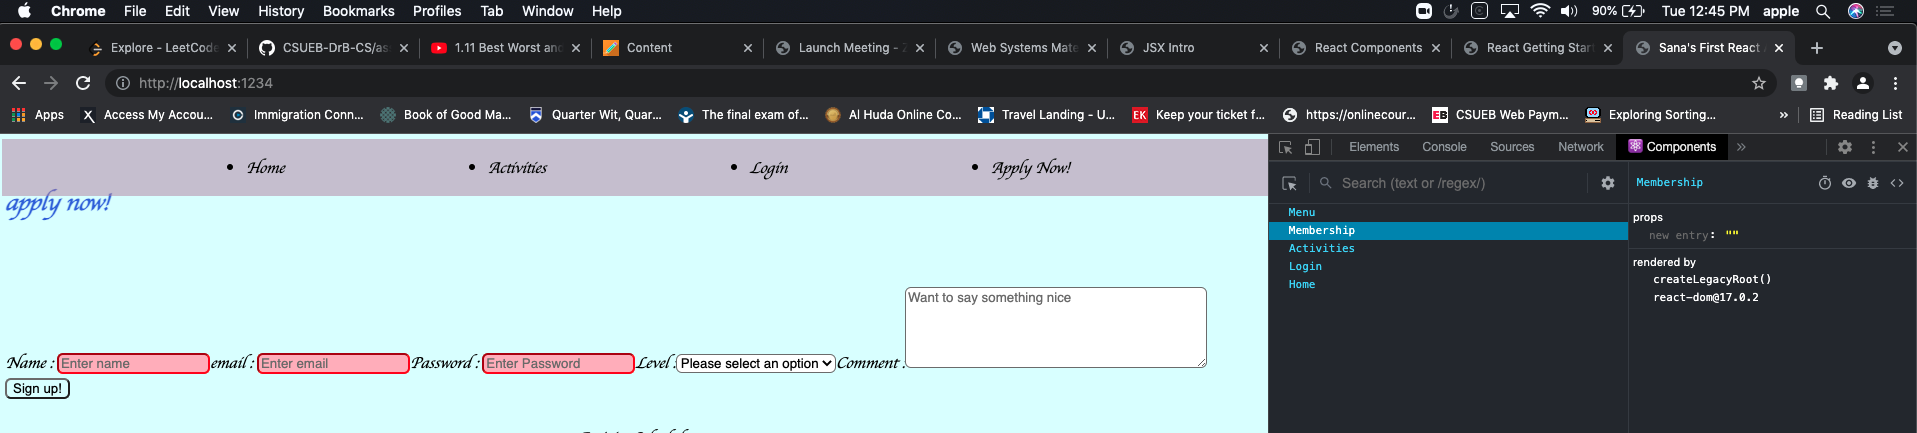 Chrome File Edit View History Bookmarks Profiles Tab Window Help 90% Tue 12:45 PM apple
Explore - LeetCode CSUEB-DrB-CS/as 1.11 Best Worst and Content Launch Meeting - Z Web Systems Mate JSX Intro React Components React Getting Star Sana's First React
http://localhost:1234
Apps Access My Accou... Immigration Conn... Book of Good Ma... Quarter Wit, Quar... The final exam of... Al Huda Online Co... Travel Landing - U... EK Keep your ticket f... https://onlinecour... EB CSUEB Web Paym... Exploring Sorting... » Reading List
Home Activities Login Apply Now!
apply now!
Want to say something nice
Name : Enter name email : Enter email Password : Enter Password Level : Please select an option Comment :
Sign up!
Elements Console Sources Network Components »
Search (text or /regex/)
Menu
Membership
Activities
Login
Home
Membership
props
new entry: ""
rendered by
createLegacyRoot()
react-dom@17.0.2